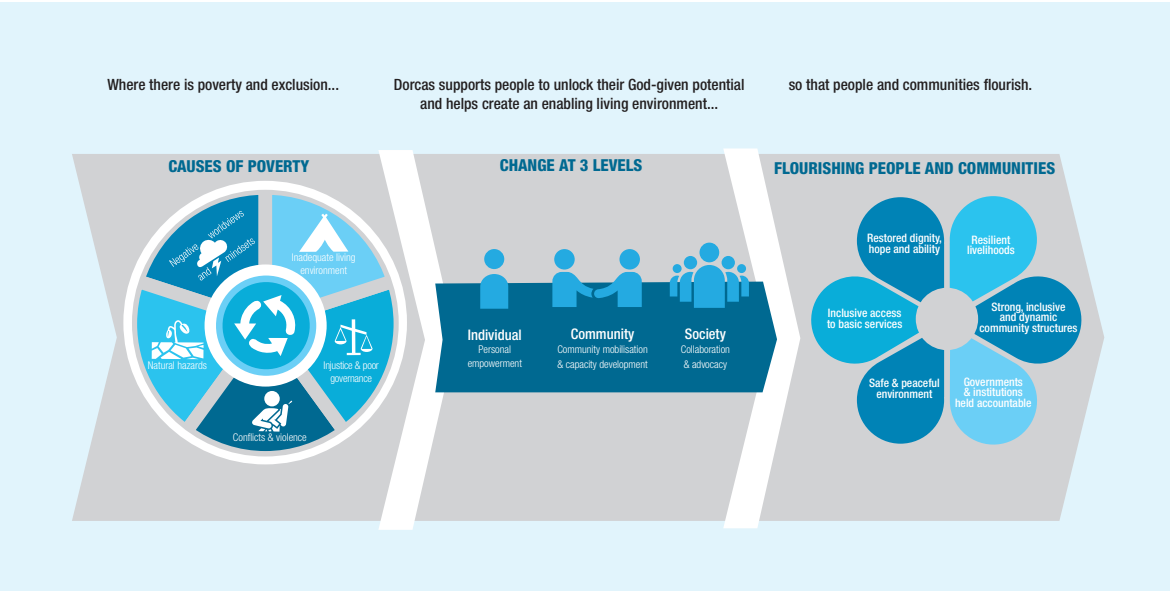 Where there is poverty and exclusion...
Dorcas supports people to unlock their God-given potential
and helps create an enabling living environment...
so that people and communities flourish.
CAUSES OF POVERTY
Negative worldviews
and mindsets
Inadequate living
environment
Natural hazards
Injustice & poor
governance
Conflicts & violence
CHANGE AT 3 LEVELS
Individual
Personal
empowerment
Community
Community mobilisation
& capacity development
Society
Collaboration
& advocacy
FLOURISHING PEOPLE AND COMMUNITIES
Restored dignity,
hope and ability
Resilient
livelihoods
Inclusive access
to basic services
Strong, inclusive
and dynamic
community structures
Safe & peaceful
environment
Governments
& institutions
held accountable